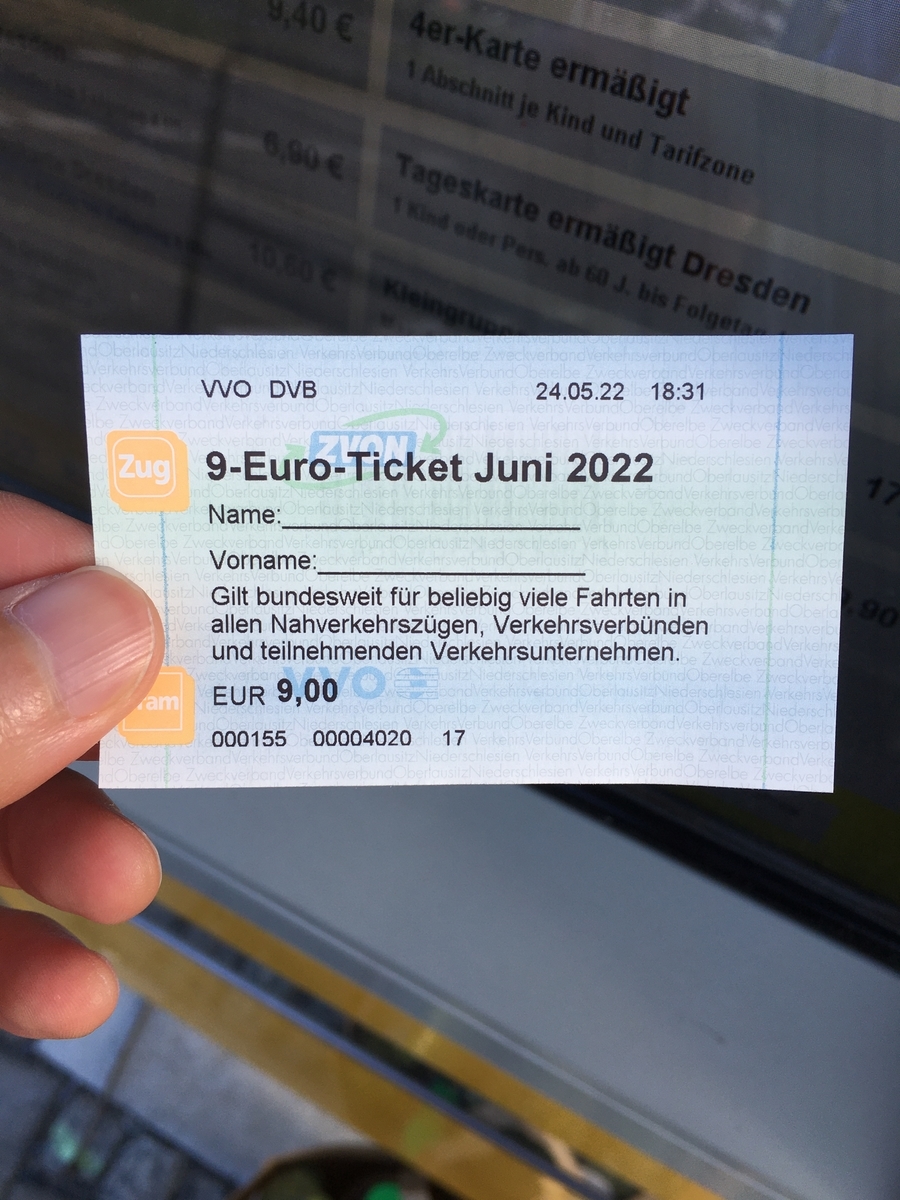 9,40 €
4er-Karte ermäßigt
1 Abschnitt je Kind und Tarifzone
6,90 €
Tageskarte ermäßigt Dresden
1 Kind oder Pers. ab 60 J. bis Folgetag
10,60 €
VVO DVB 24.05.22 18:31
ZVON
Zug
9-Euro-Ticket Juni 2022
Name:
Vorname:
Gilt bundesweit für beliebig viele Fahrten in
allen Nahverkehrszügen, Verkehrsverbünden
und teilnehmenden Verkehrsunternehmen.
VVO
EUR 9,00
000155 00004020 17